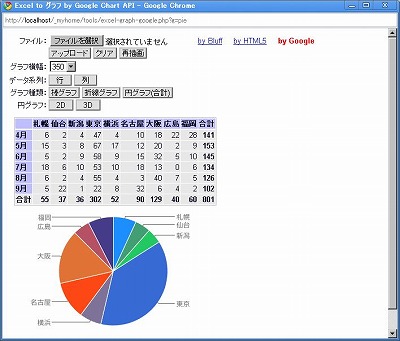 Excel to グラフ by Google Chart API - Google Chrome
http://localhost/_myhome/tools/excel-graph-google.php?s=pie
ファイル: ファイルを選択 選択されていません by Bluff by HTML5 by Google
アップロード クリア 再描画
グラフ横幅: 350
データ系列: 行 列
グラフ種類: 棒グラフ 折線グラフ 円グラフ(合計)
円グラフ: 2D 3D
札幌 仙台 新潟 東京 横浜 名古屋 大阪 広島 福岡 合計
4月 6 2 4 47 4 10 18 22 28 141
5月 15 3 8 67 17 12 20 2 9 153
6月 5 2 9 58 9 15 32 5 10 145
7月 18 6 10 53 10 18 13 0 6 134
8月 6 2 4 55 4 3 40 7 5 126
9月 5 22 1 22 8 32 6 4 2 102
合計 55 37 36 302 52 90 129 40 60 801
福岡 札幌
広島 仙台
新潟
大阪
名古屋 東京
横浜